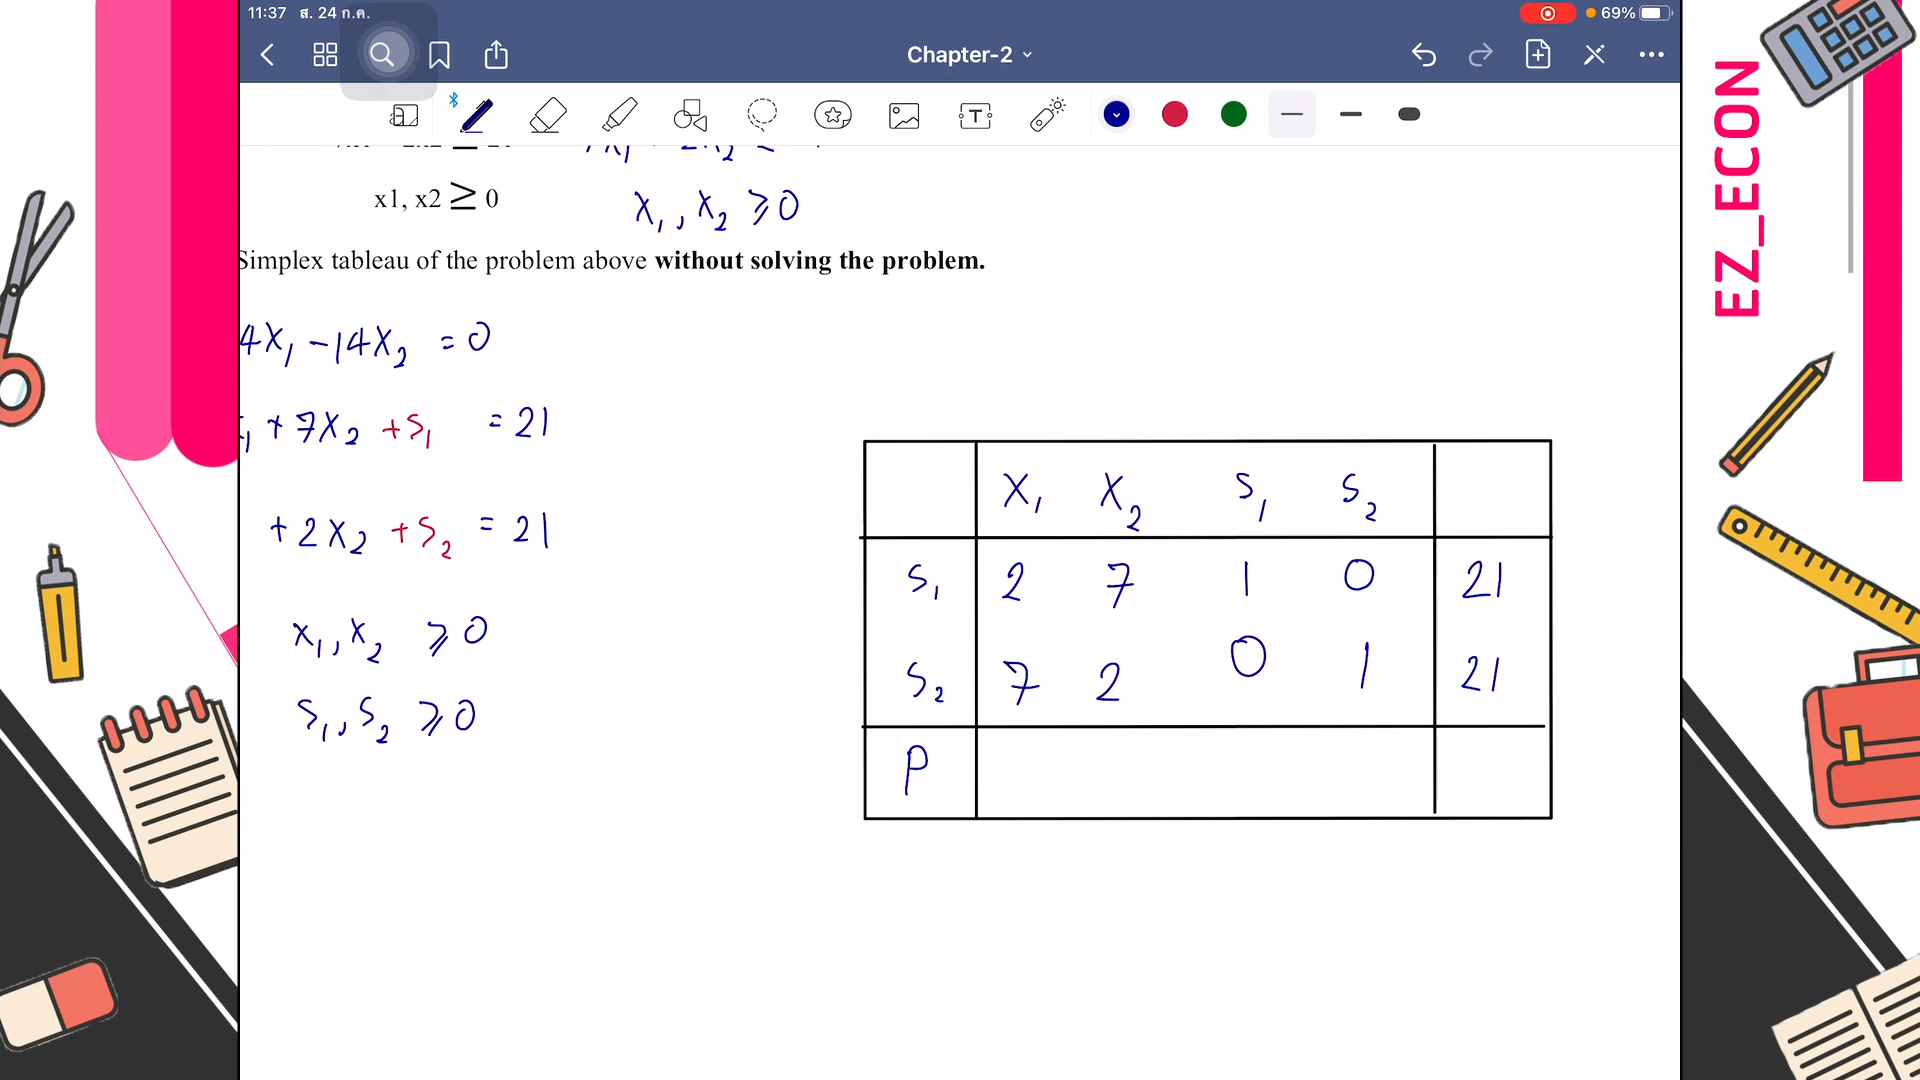 11:37 ส. 24 ก.ค.
69%
Chapter-2
x1, x2 ≥ 0
X₁, X₂ ≥ 0
Simplex tableau of the problem above without solving the problem.
4X₁ - 14X₂ = 0
+ 7X₂ + S₁ = 21
+ 2X₂ + S₂ = 21
X₁, X₂ ≥ 0
S₁, S₂ ≥ 0
X₁ X₂ S₁ S₂
S₁ 2 7 1 0 21
S₂ 7 2 0 1 21
P
EZ_ECON